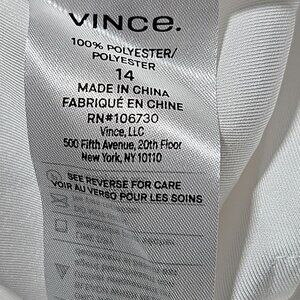 VINCE.
100% POLYESTER/
POLYESTER
14
MADE IN CHINA
FABRIQUÉ EN CHINE
RN#106730
Vince, LLC
500 Fifth Avenue, 20th Floor
New York, NY 10110
SEE REVERSE FOR CARE
VOIR AU VERSO POUR LES SOINS